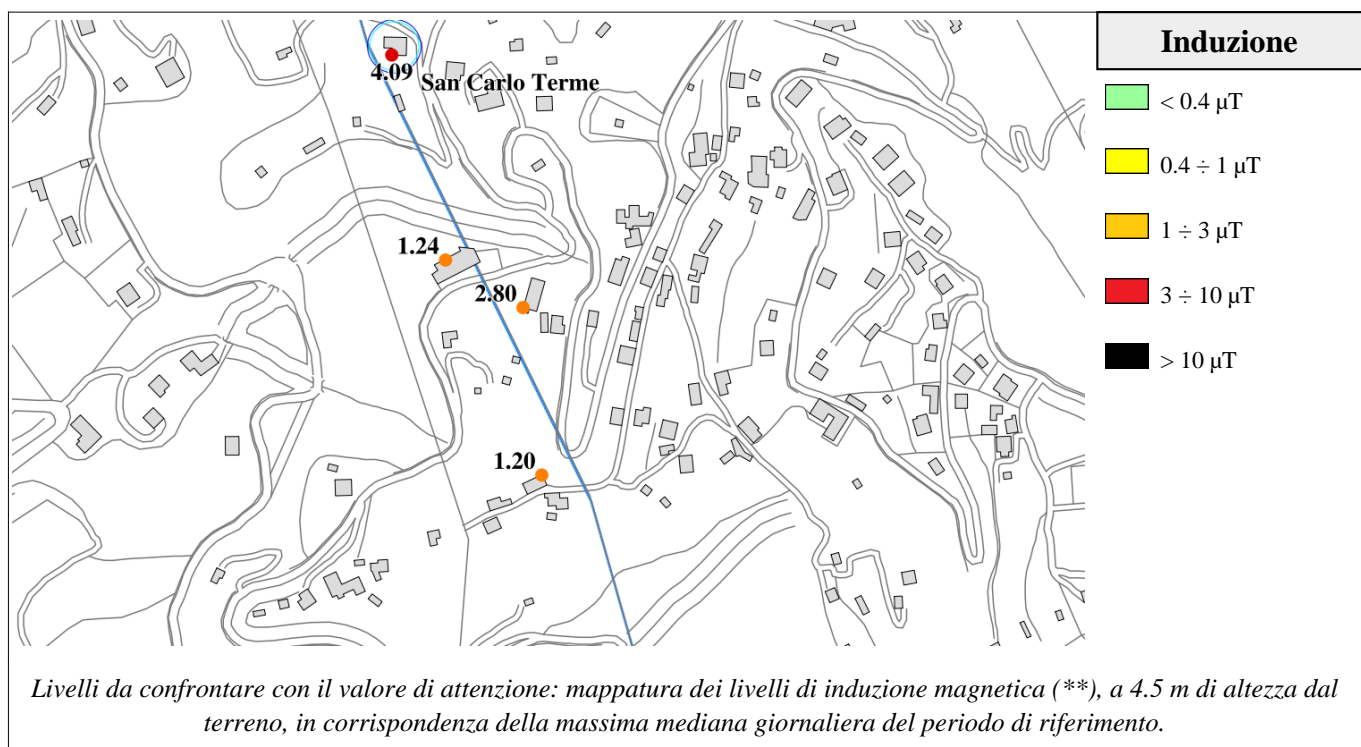 Induzione
< 0.4 µT
0.4 ÷ 1 µT
1 ÷ 3 µT
3 ÷ 10 µT
> 10 µT
4.09
San Carlo Terme
1.24
2.80
1.20
Livelli da confrontare con il valore di attenzione: mappatura dei livelli di induzione magnetica (**), a 4.5 m di altezza dal
terreno, in corrispondenza della massima mediana giornaliera del periodo di riferimento.